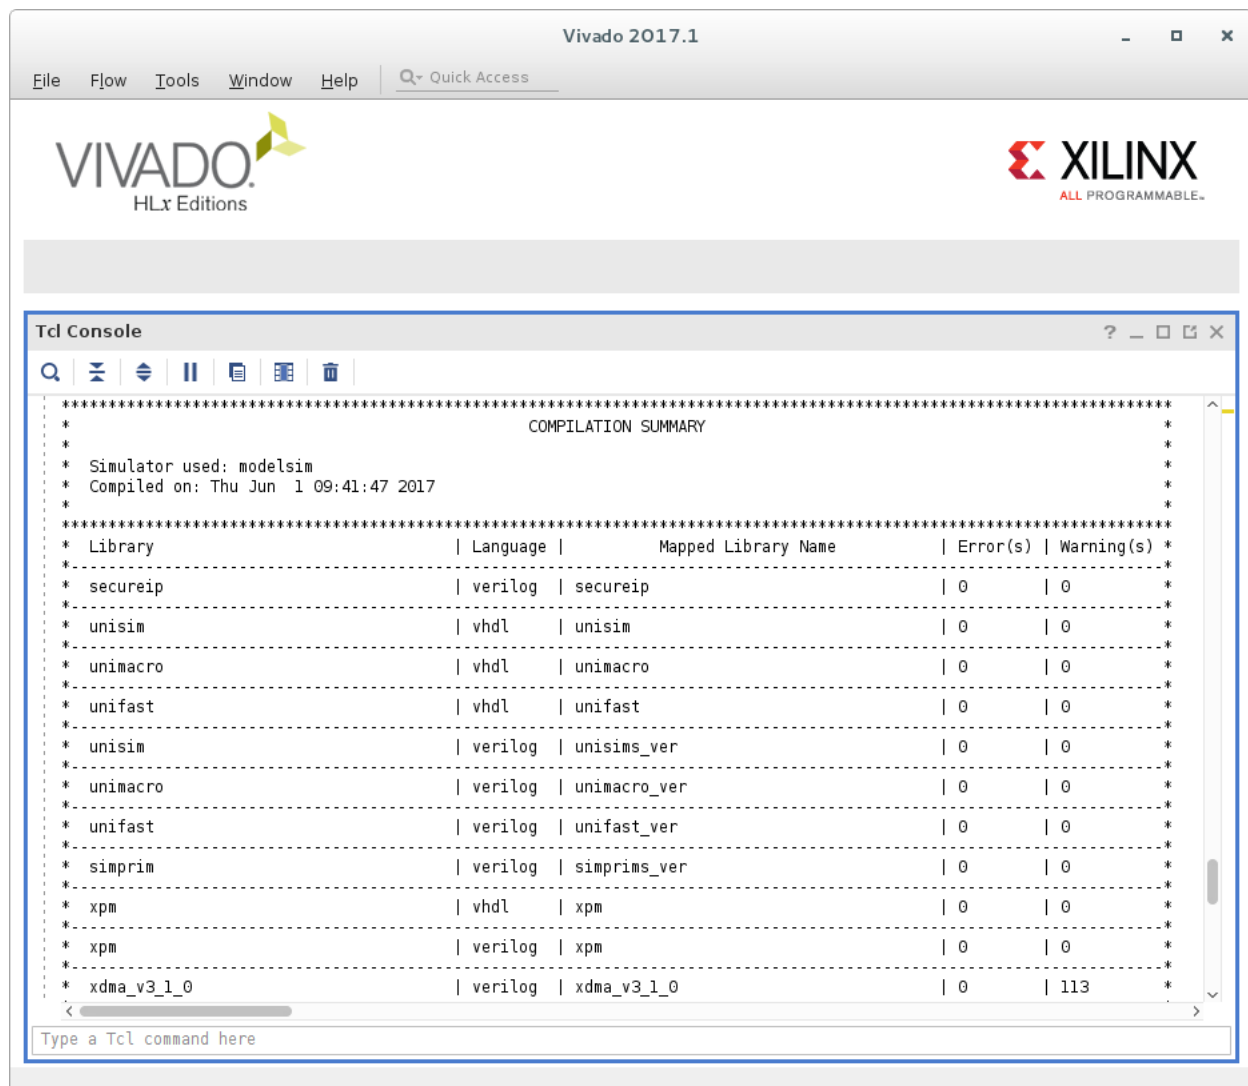 Vivado 2017.1
File Flow Tools Window Help Quick Access
VIVADO.
HLx Editions
XILINX
ALL PROGRAMMABLE™
Tcl Console
****************************************************************************************************************************
* COMPILATION SUMMARY *
* *
* Simulator used: modelsim *
* Compiled on: Thu Jun  1 09:41:47 2017 *
* *
****************************************************************************************************************************
* Library | Language | Mapped Library Name | Error(s) | Warning(s) *
* secureip | verilog | secureip | 0 | 0 *
* unisim | vhdl | unisim | 0 | 0 *
* unimacro | vhdl | unimacro | 0 | 0 *
* unifast | vhdl | unifast | 0 | 0 *
* unisim | verilog | unisims_ver | 0 | 0 *
* unimacro | verilog | unimacro_ver | 0 | 0 *
* unifast | verilog | unifast_ver | 0 | 0 *
* simprim | verilog | simprims_ver | 0 | 0 *
* xpm | vhdl | xpm | 0 | 0 *
* xpm | verilog | xpm | 0 | 0 *
* xdma_v3_1_0 | verilog | xdma_v3_1_0 | 0 | 113 *
Type a Tcl command here